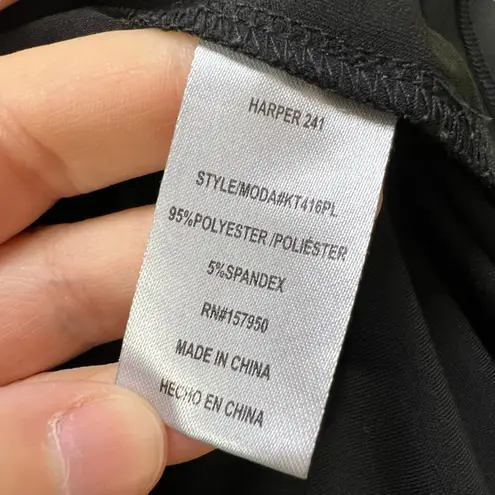 HARPER 241
STYLE/MODA#KT416PL
95%POLYESTER /POLIÉSTER
5%SPANDEX
RN#157950
MADE IN CHINA
HECHO EN CHINA